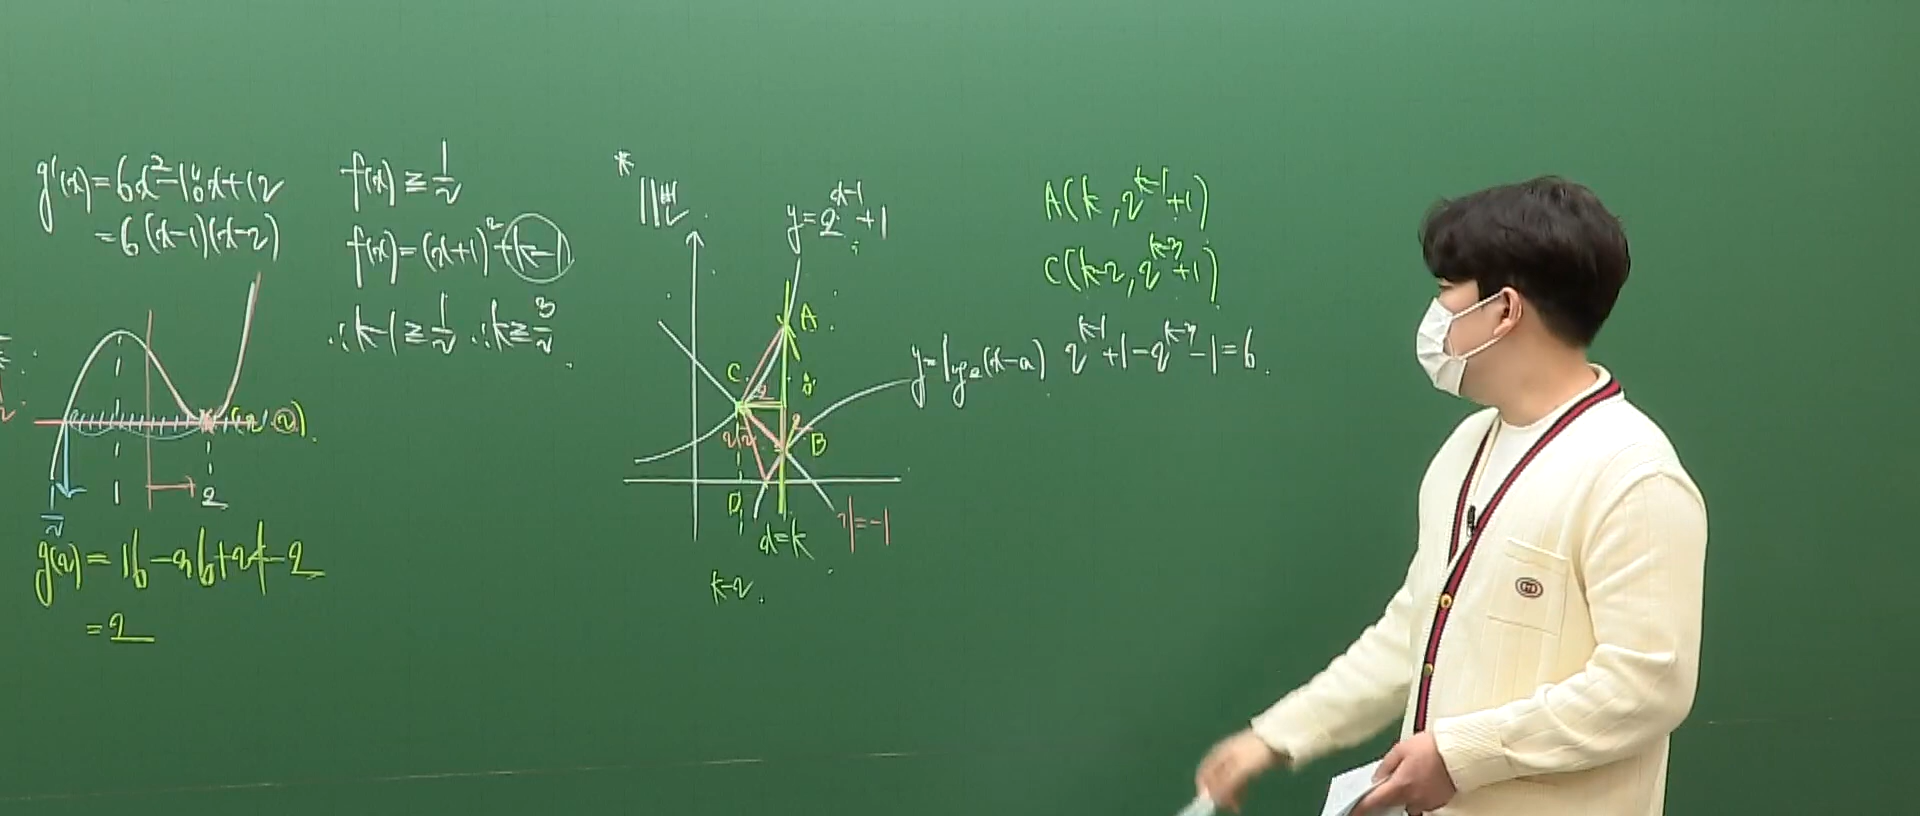 g'(x)=6x²-18x+12
=6(x-1)(x-2)
1
2
g(2)=16-36+24-2
=2
f(x)≥1/2
f(x)=(x+1)²+k-1
∴k-1≥1/2 ∴k≥3/2
*
y=2^{x-1}+1
A
C
B
D
y=log₂(x-a)
x=k
k-2
기=-1
A(k, 2^{k-1}+1)
C(k-2, 2^{k-3}+1)
2^{k-1}+1-2^{k-3}-1=6